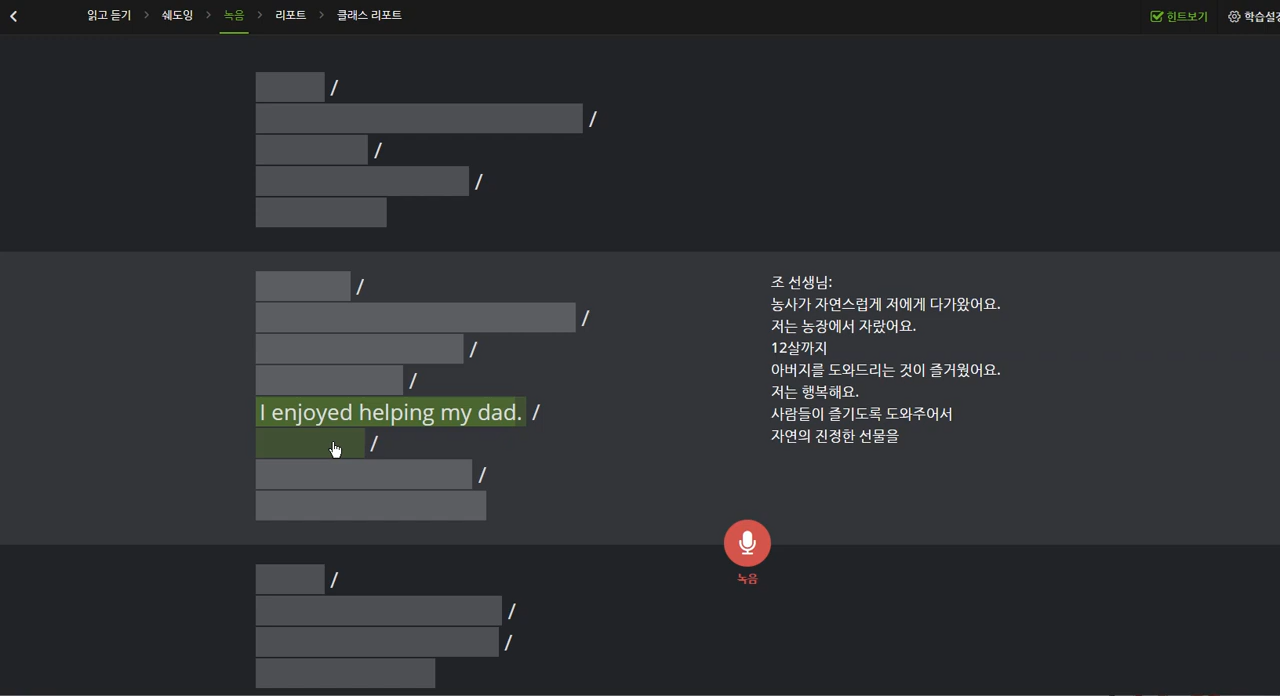 읽고 듣기 > 쉐도잉 > 녹음 > 리포트 > 클래스 리포트
힌트보기
학습설정
/
/
/
/
/
/
/
/
I enjoyed helping my dad. /
/
/
조 선생님:
농사가 자연스럽게 저에게 다가왔어요.
저는 농장에서 자랐어요.
12살까지
아버지를 도와드리는 것이 즐거웠어요.
저는 행복해요.
사람들이 즐기도록 도와주어서
자연의 진정한 선물을
녹음
/
/
/